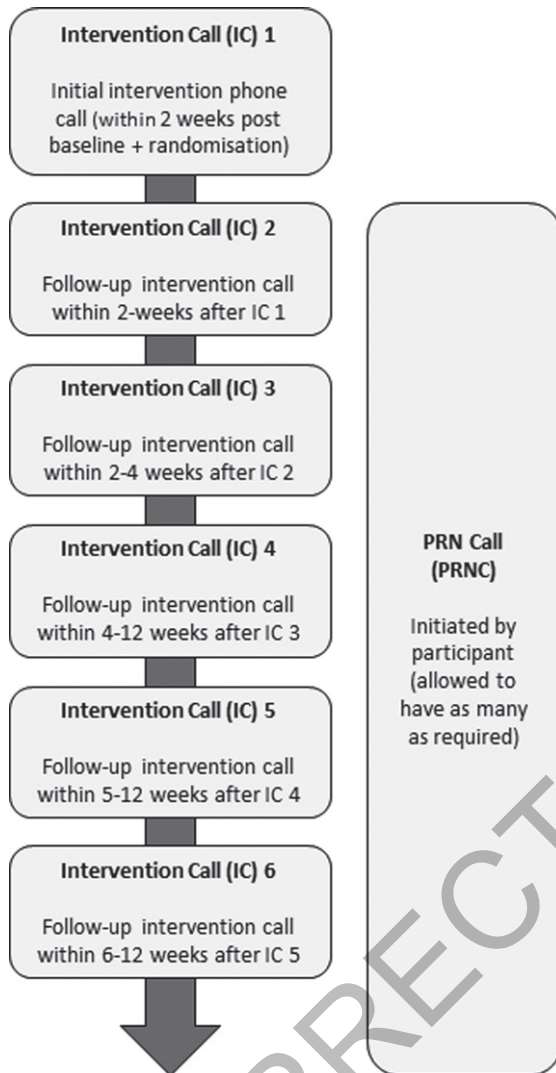 Intervention Call (IC) 1
Initial intervention phone
call (within 2 weeks post
baseline + randomisation)
Intervention Call (IC) 2
Follow-up intervention call
within 2-weeks after IC 1
Intervention Call (IC) 3
Follow-up intervention call
within 2-4 weeks after IC 2
Intervention Call (IC) 4
Follow-up intervention call
within 4-12 weeks after IC 3
Intervention Call (IC) 5
Follow-up intervention call
within 5-12 weeks after IC 4
Intervention Call (IC) 6
Follow-up intervention call
within 6-12 weeks after IC 5
PRN Call
(PRNC)
Initiated by
participant
(allowed to
have as many
as required)
RRECT